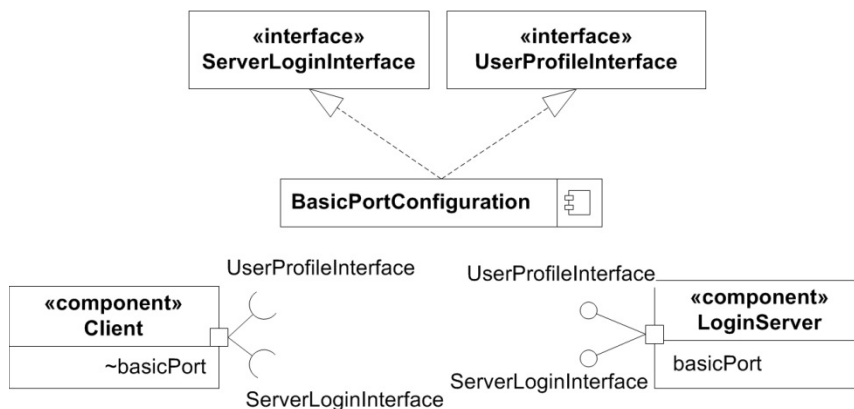 «interface»
ServerLoginInterface
«interface»
UserProfileInterface
BasicPortConfiguration
UserProfileInterface
«component»
Client
~basicPort
ServerLoginInterface
UserProfileInterface
«component»
LoginServer
basicPort
ServerLoginInterface